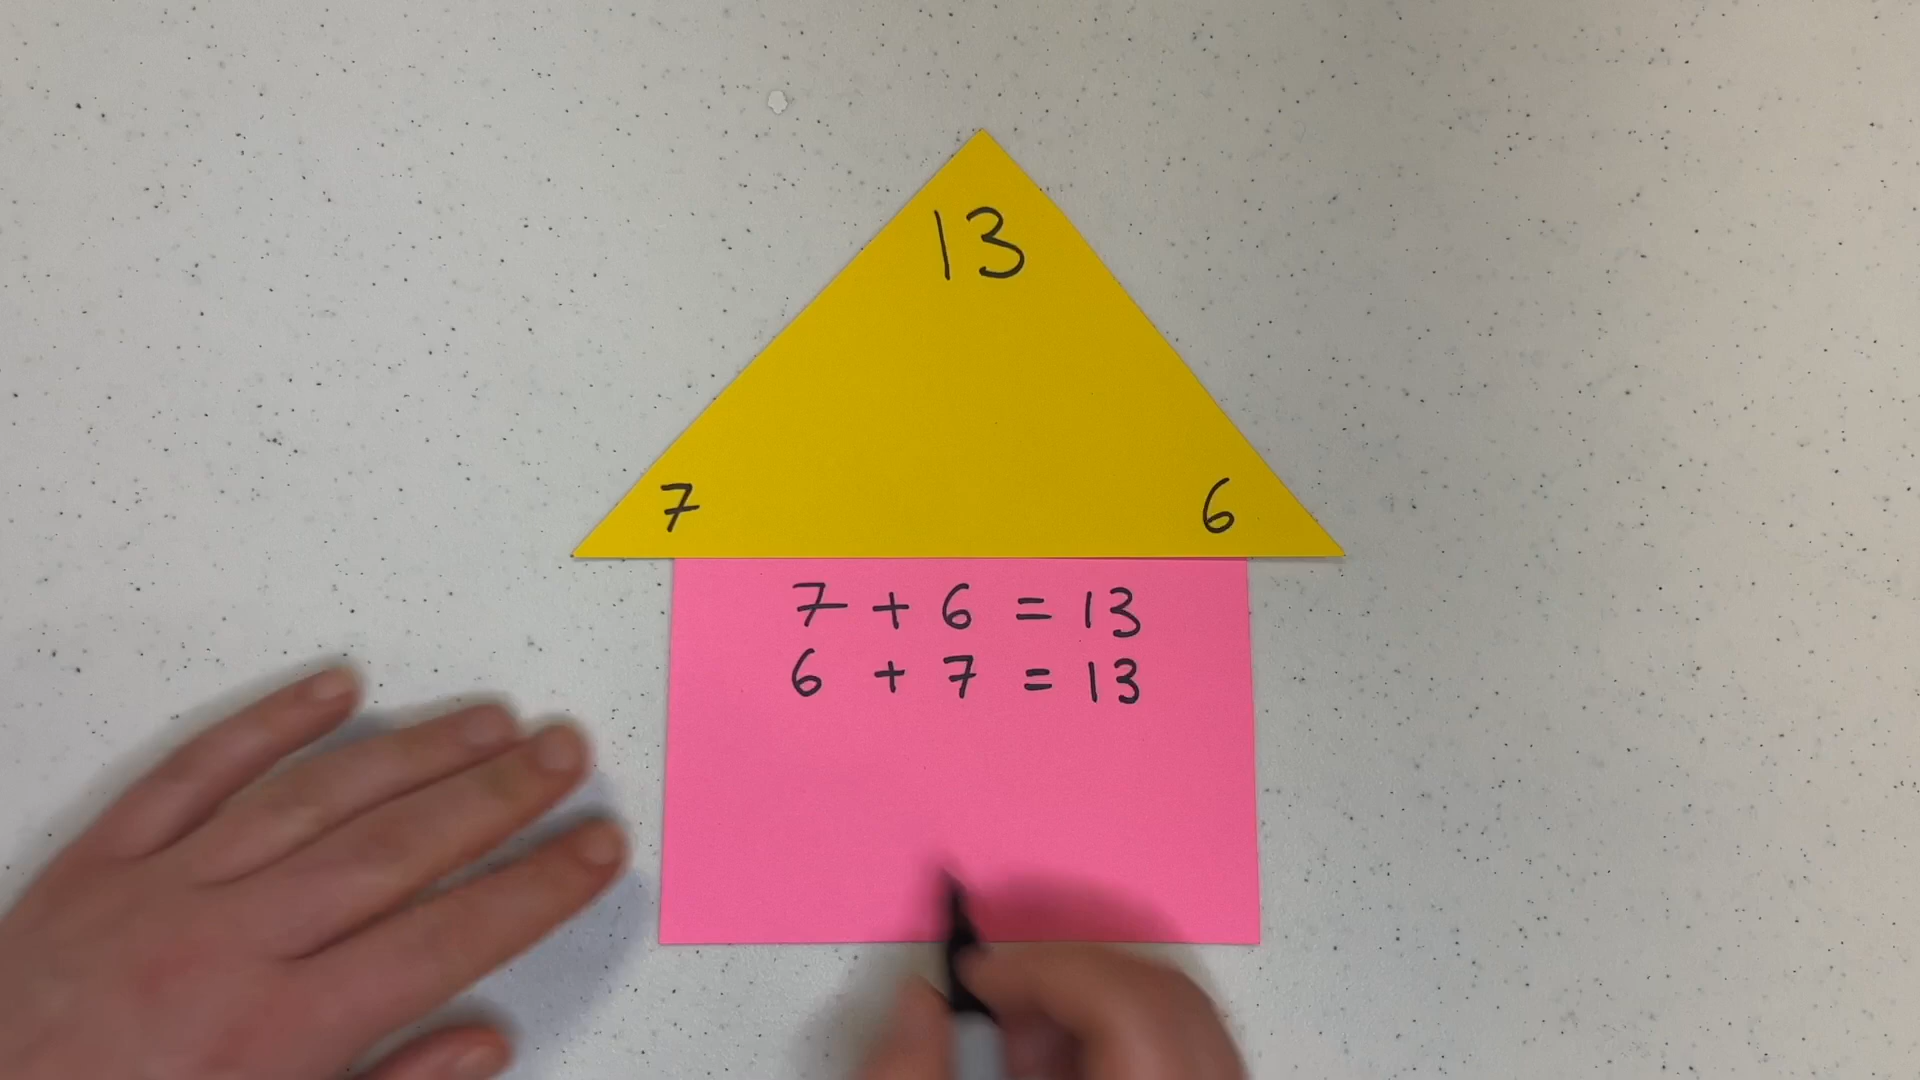 13
7 6
7 + 6 = 13
6 + 7 = 13